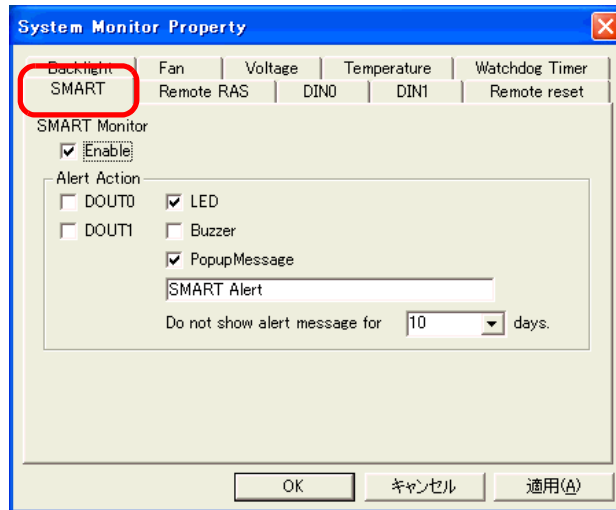 System Monitor Property
Backlight Fan Voltage Temperature Watchdog Timer
SMART Remote RAS DIN0 DIN1 Remote reset
SMART Monitor
Enable
Alert Action
DOUT0 LED
DOUT1 Buzzer
PopupMessage
SMART Alert
Do not show alert message for 10 days.
OK キャンセル 適用(A)